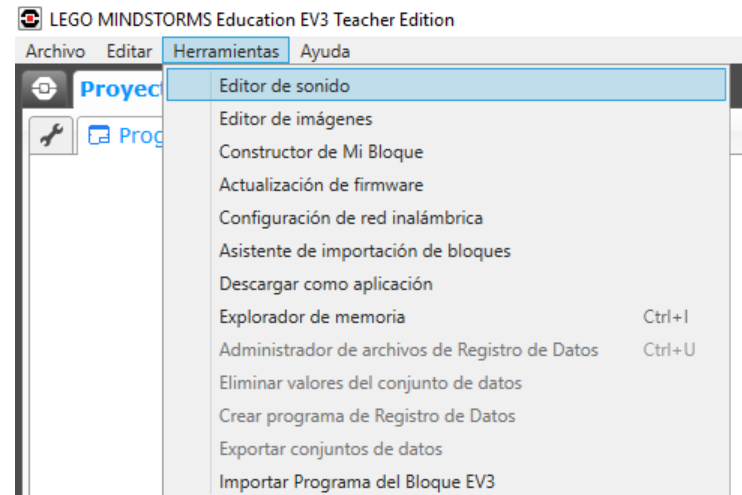 LEGO MINDSTORMS Education EV3 Teacher Edition
Archivo Editar Herramientas Ayuda
Proyec
Prog
Editor de sonido
Editor de imágenes
Constructor de Mi Bloque
Actualización de firmware
Configuración de red inalámbrica
Asistente de importación de bloques
Descargar como aplicación
Explorador de memoria Ctrl+I
Administrador de archivos de Registro de Datos Ctrl+U
Eliminar valores del conjunto de datos
Crear programa de Registro de Datos
Exportar conjuntos de datos
Importar Programa del Bloque EV3